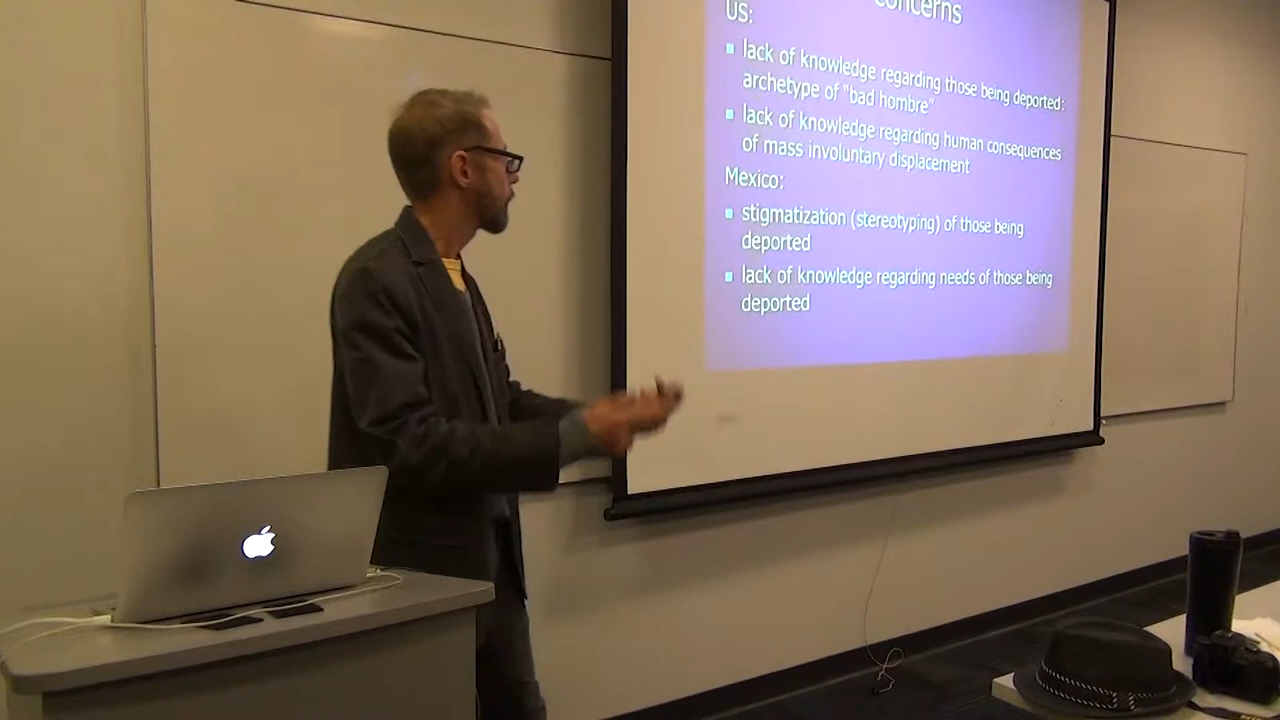 concerns
US:
lack of knowledge regarding those being deported:
archetype of "bad hombre"
lack of knowledge regarding human consequences
of mass involuntary displacement
Mexico:
stigmatization (stereotyping) of those being
deported
lack of knowledge regarding needs of those being
deported